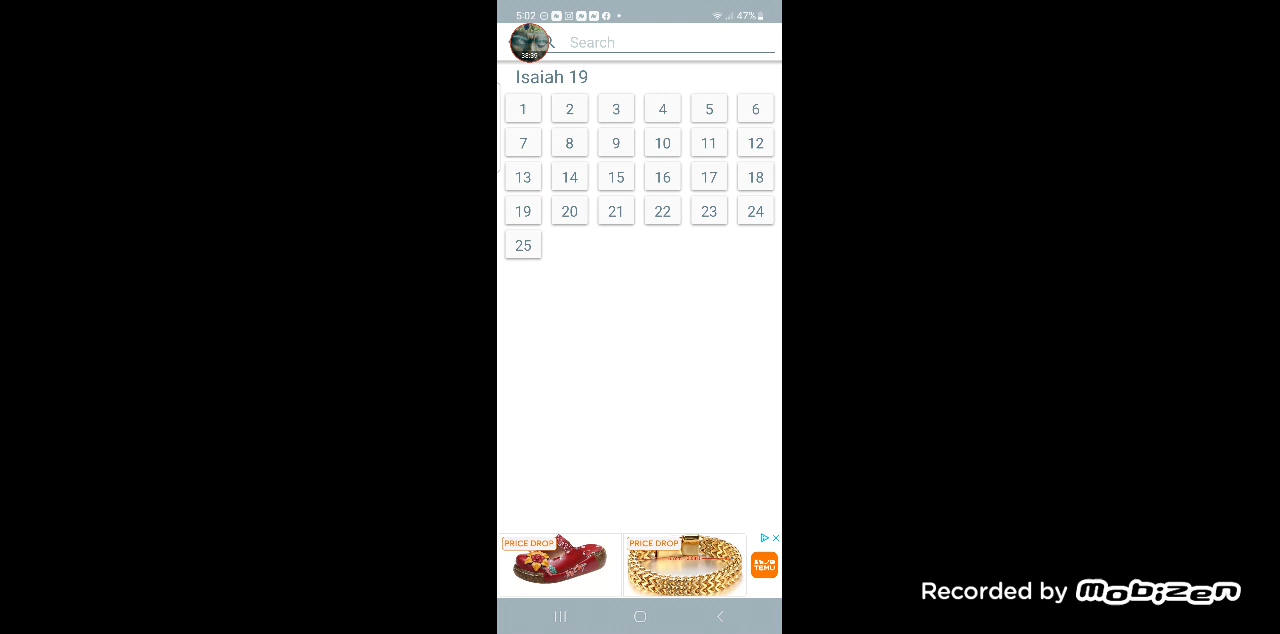 5:02
47%
38:39
Search
Isaiah 19
1 2 3 4 5 6
7 8 9 10 11 12
13 14 15 16 17 18
19 20 21 22 23 24
25
PRICE DROP PRICE DROP
TEMU
Recorded by mobizen